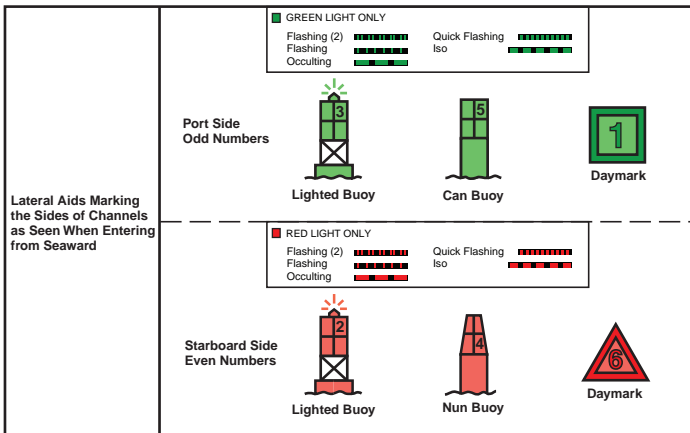 GREEN LIGHT ONLY
Flashing (2)
Quick Flashing
Flashing
Iso
Occulting
Port Side
Odd Numbers
3
5
1
Lighted Buoy
Can Buoy
Daymark
Lateral Aids Marking
the Sides of Channels
as Seen When Entering
from Seaward
RED LIGHT ONLY
Flashing (2)
Quick Flashing
Flashing
Iso
Occulting
Starboard Side
Even Numbers
2
4
6
Lighted Buoy
Nun Buoy
Daymark